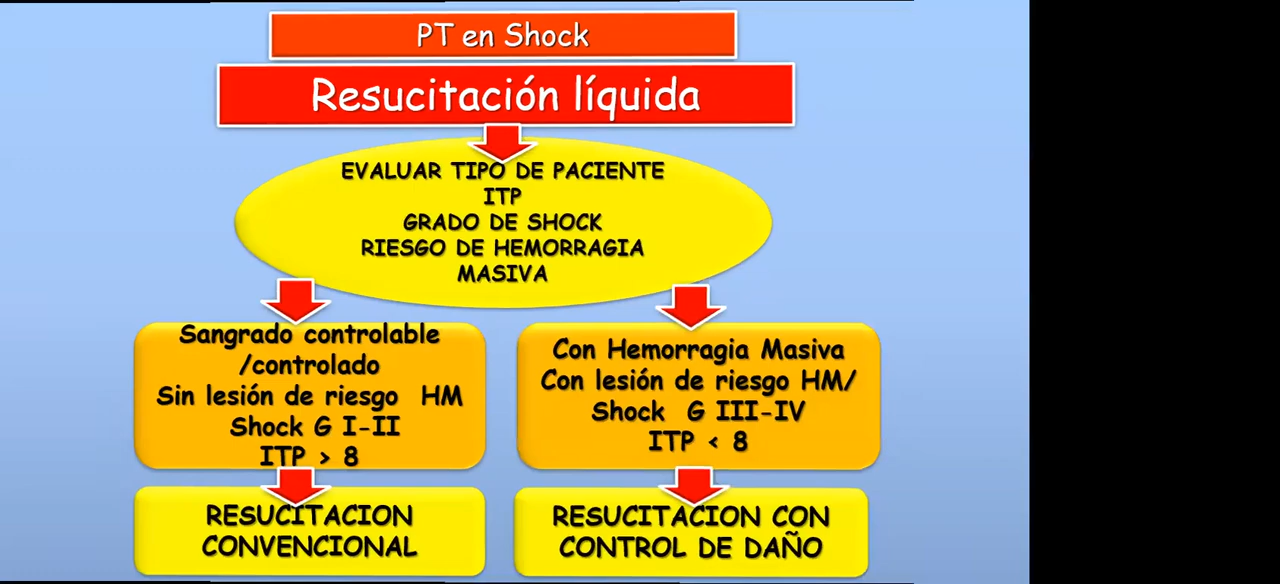 PT en Shock
Resucitación líquida
EVALUAR TIPO DE PACIENTE
ITP
GRADO DE SHOCK
RIESGO DE HEMORRAGIA
MASIVA
Sangrado controlable
/controlado
Sin lesión de riesgo HM
Shock G I-II
ITP > 8
Con Hemorragia Masiva
Con lesión de riesgo HM/
Shock G III-IV
ITP < 8
RESUCITACION
CONVENCIONAL
RESUCITACION CON
CONTROL DE DAÑO